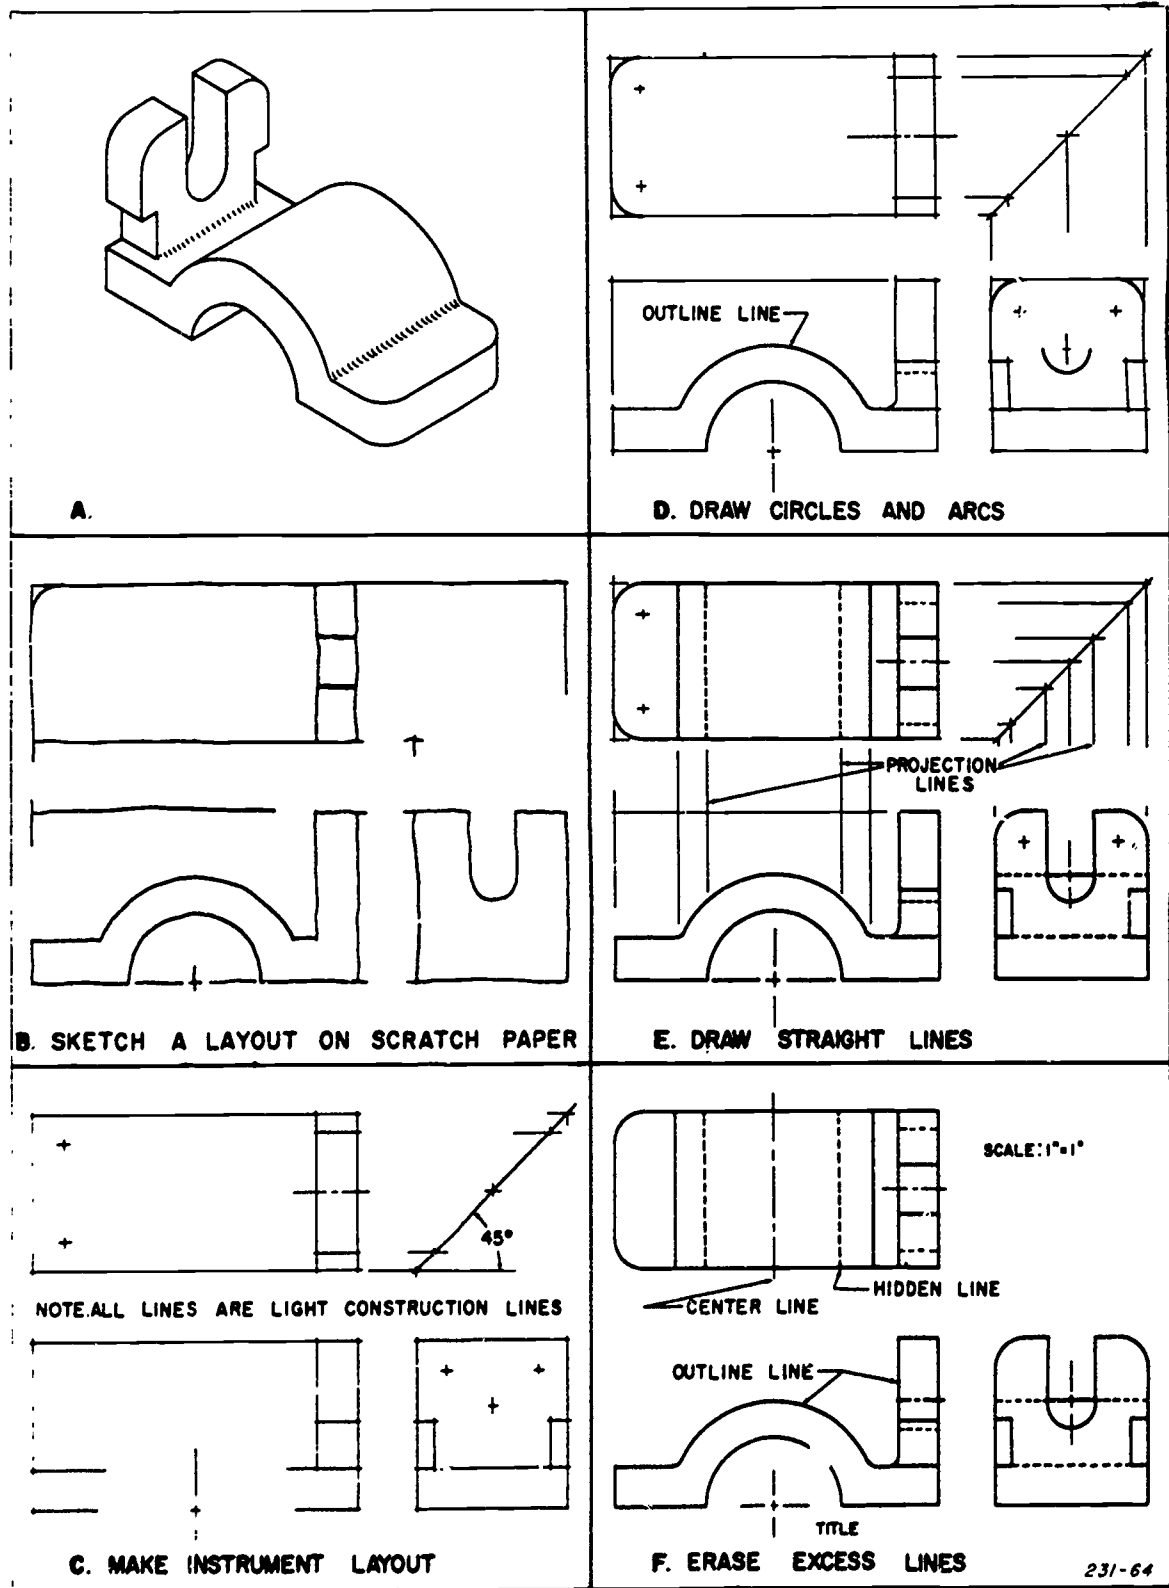 A.
OUTLINE LINE
D. DRAW CIRCLES AND ARCS
B. SKETCH A LAYOUT ON SCRATCH PAPER
PROJECTION
LINES
E. DRAW STRAIGHT LINES
45°
NOTE.ALL LINES ARE LIGHT CONSTRUCTION LINES
C. MAKE INSTRUMENT LAYOUT
SCALE:1"=1"
HIDDEN LINE
CENTER LINE
OUTLINE LINE
TITLE
F. ERASE EXCESS LINES
231-64